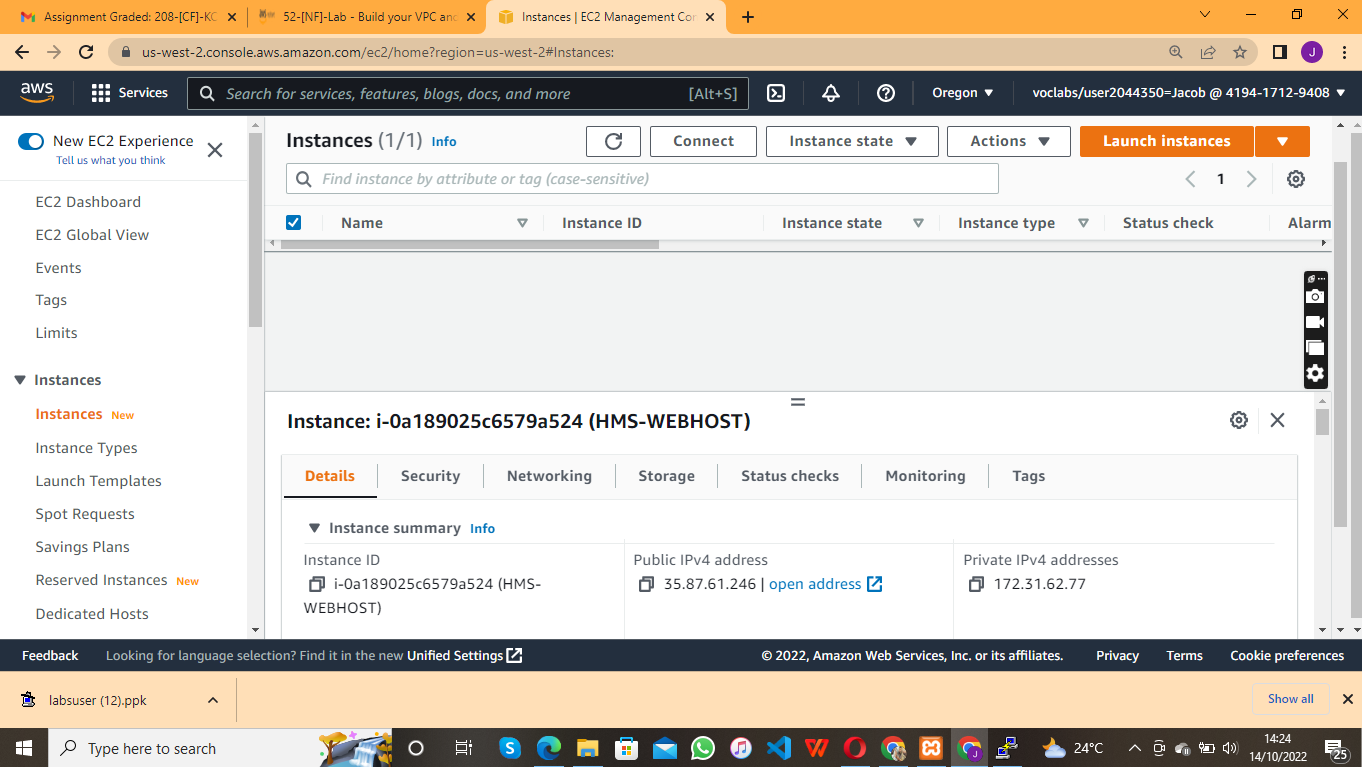 Assignment Graded: 208-[CF]-KC
52-[NF]-Lab - Build your VPC and
Instances | EC2 Management Con
us-west-2.console.aws.amazon.com/ec2/home?region=us-west-2#Instances:
J
aws
Services
Search for services, features, blogs, docs, and more
[Alt+S]
Oregon
voclabs/user2044350=Jacob @ 4194-1712-9408
New EC2 Experience
Tell us what you think
EC2 Dashboard
EC2 Global View
Events
Tags
Limits
Instances
Instances New
Instance Types
Launch Templates
Spot Requests
Savings Plans
Reserved Instances New
Dedicated Hosts
Instances (1/1) Info
Connect
Instance state
Actions
Launch instances
Find instance by attribute or tag (case-sensitive)
1
Name
Instance ID
Instance state
Instance type
Status check
Alarm
Instance: i-0a189025c6579a524 (HMS-WEBHOST)
Details
Security
Networking
Storage
Status checks
Monitoring
Tags
Instance summary Info
Instance ID
i-0a189025c6579a524 (HMS-
WEBHOST)
Public IPv4 address
35.87.61.246 | open address
Private IPv4 addresses
172.31.62.77
Feedback
Looking for language selection? Find it in the new Unified Settings
© 2022, Amazon Web Services, Inc. or its affiliates.
Privacy
Terms
Cookie preferences
labsuser (12).ppk
Show all
Type here to search
24°C
14:24
14/10/2022
25